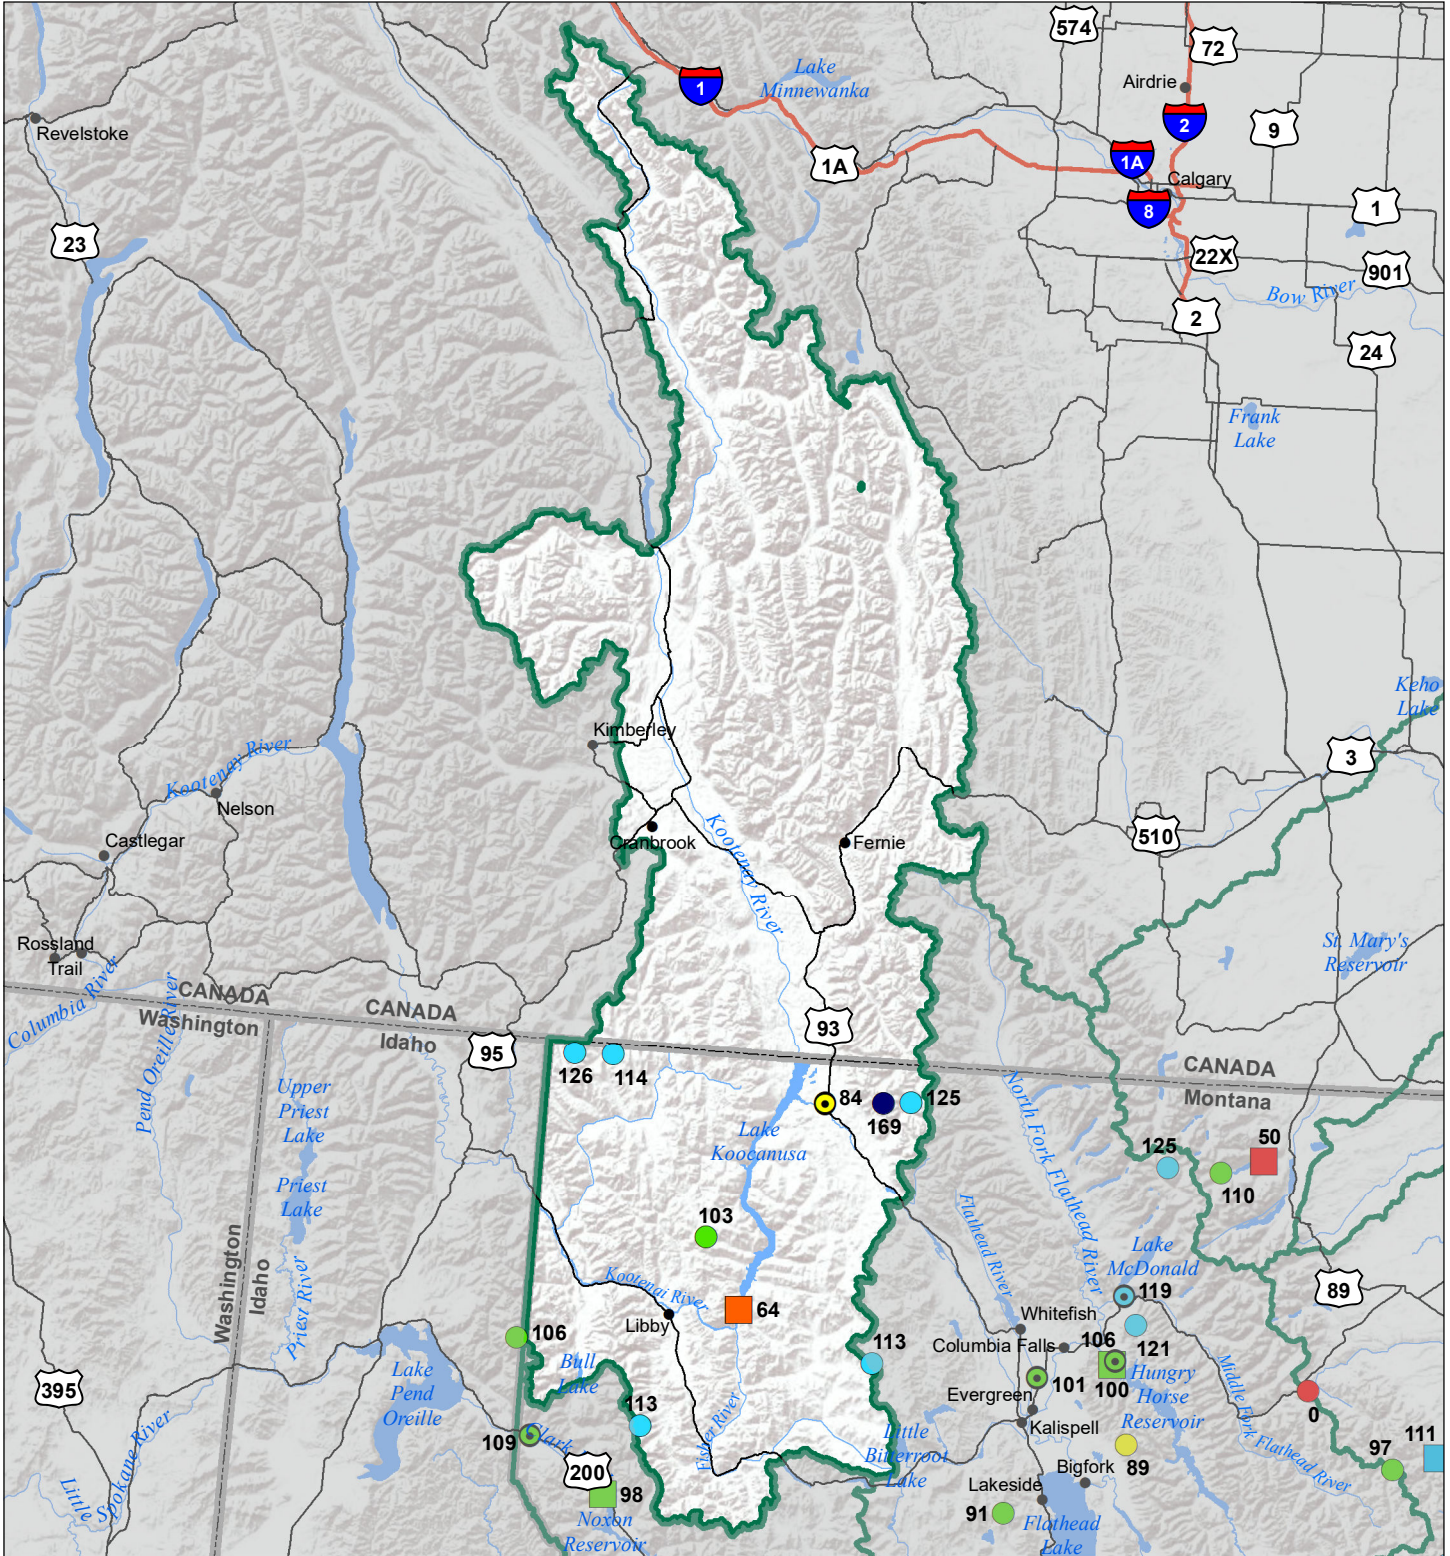 574
72
Lake
Minnewanka
1
Airdrie
Revelstoke
2
9
1A
1A
Calgary
8
1
23
22X
901
Bow River
2
24
Frank
Lake
Keho
Lake
Kimberley
3
Kootenay River
Nelson
Castlegar
Cranbrook
Kootenay River
Fernie
510
Rossland
Trail
St. Mary's
Reservoir
Columbia River
Pend Oreille River
CANADA
Washington
CANADA
Idaho
95
93
CANADA
Montana
126
114
84
169
125
Upper
Priest
Lake
Priest
Lake
Lake
Koocanusa
North Fork Flathead River
125
110
50
103
Flathead River
Lake
McDonald
Washington
Idaho
Priest River
Kootenai River
64
Libby
119
89
Whitefish
Columbia Falls
106
121
100
106
Bull
Lake
113
Lake
Pend
Oreille
101
Hungry
Horse
Reservoir
Middle Fork Flathead River
0
395
Evergreen
Kalispell
113
109
Clark
Fisher River
Little
Bitterroot
Lake
89
97
111
200
98
Noxon
Reservoir
Little Spokane River
Bigfork
Lakeside
91
Flathead
Lake